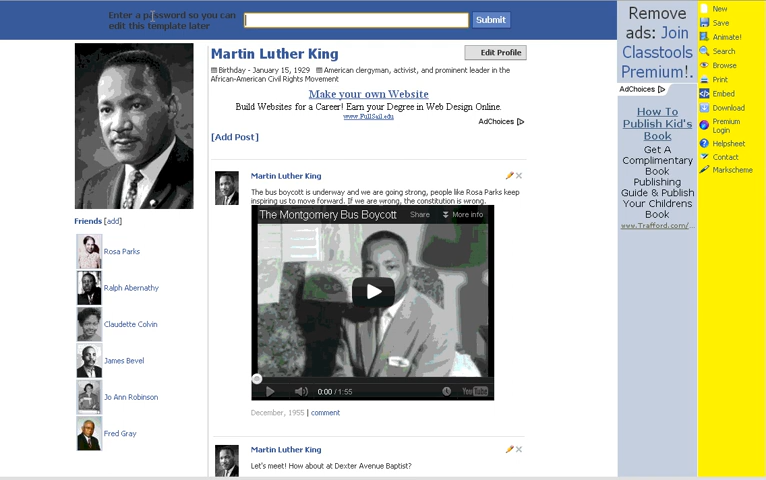 Enter a password so you can
edit this template later
Submit
Martin Luther King
Edit Profile
Birthday - January 15, 1929 American clergyman, activist, and prominent leader in the
African-American Civil Rights Movement
Make your own Website
Build Websites for a Career! Earn your Degree in Web Design Online.
www.FullSail.edu
AdChoices
[Add Post]
Friends [add]
Rosa Parks
Ralph Abernathy
Claudette Colvin
James Bevel
Jo Ann Robinson
Fred Gray
Martin Luther King
The bus boycott is underway and we are going strong, people like Rosa Parks keep
inspiring us to move forward. If we are wrong, the constitution is wrong.
The Montgomery Bus Boycott Share More info
0:00 / 1:55 YouTube
December, 1955 | comment
Martin Luther King
Let's meet! How about at Dexter Avenue Baptist?
Remove
ads: Join
Classtools
Premium!.
AdChoices
How To
Publish Kid's
Book
Get A
Complimentary
Book
Publishing
Guide & Publish
Your Childrens
Book
www.Trafford.com/...
New
Save
Animate!
Search
Browse
Print
Embed
Download
Premium
Login
Helpsheet
Contact
Markscheme